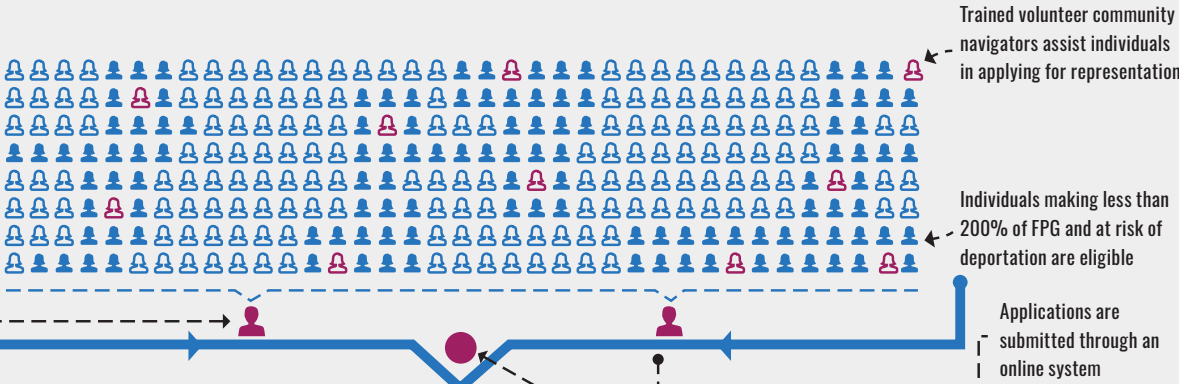 Trained volunteer community
navigators assist individuals
in applying for representation
Individuals making less than
200% of FPG and at risk of
deportation are eligible
Applications are
submitted through an
online system